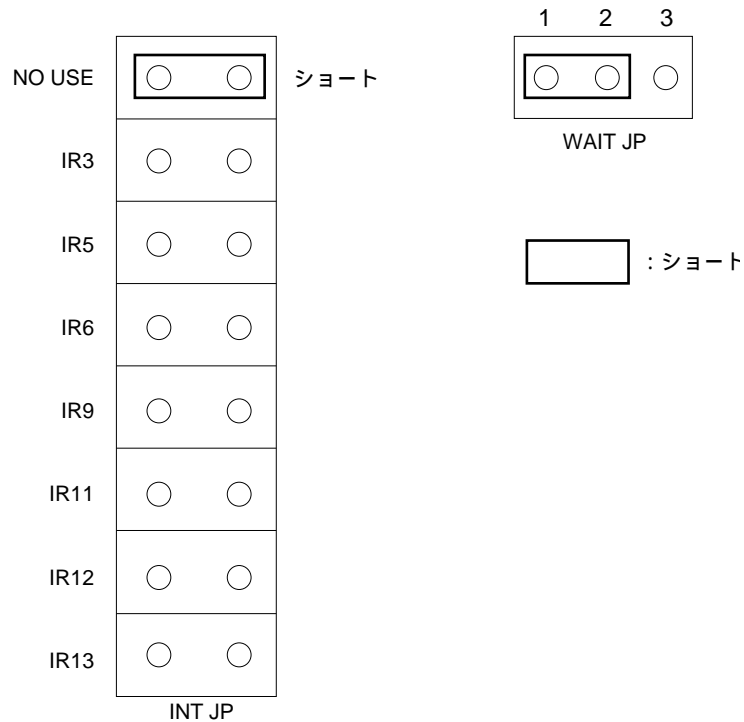 NO USE
ショート
IR3
IR5
IR6
IR9
IR11
IR12
IR13
INT JP
1 2 3
WAIT JP
:ショート